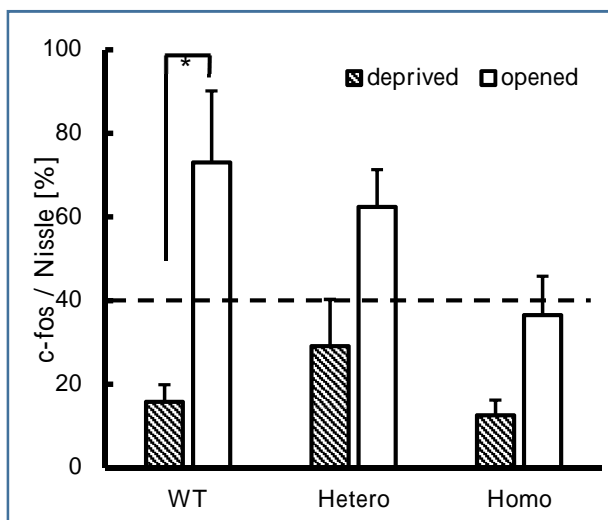 100
*
deprived opened
80
60
40
20
0
c-fos / Nissle [%]
WT Hetero Homo